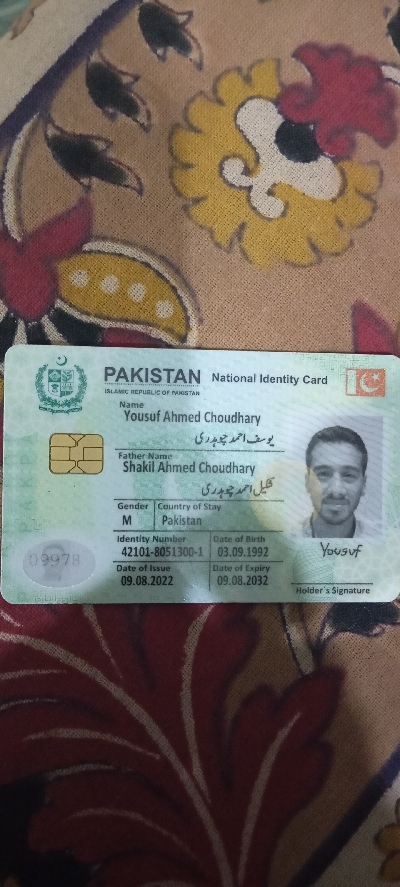 PAKISTAN National Identity Card
ISLAMIC REPUBLIC OF PAKISTAN
Name
Yousuf Ahmed Choudhary
یوسف احمد چوہدری
Father Name
Shakil Ahmed Choudhary
شکیل احمد چوہدری
Gender Country of Stay
M Pakistan
Identity Number Date of Birth
42101-8051300-1 03.09.1992
Date of Issue Date of Expiry
09.08.2022 09.08.2032
09978
Yousuf
Holder's Signature